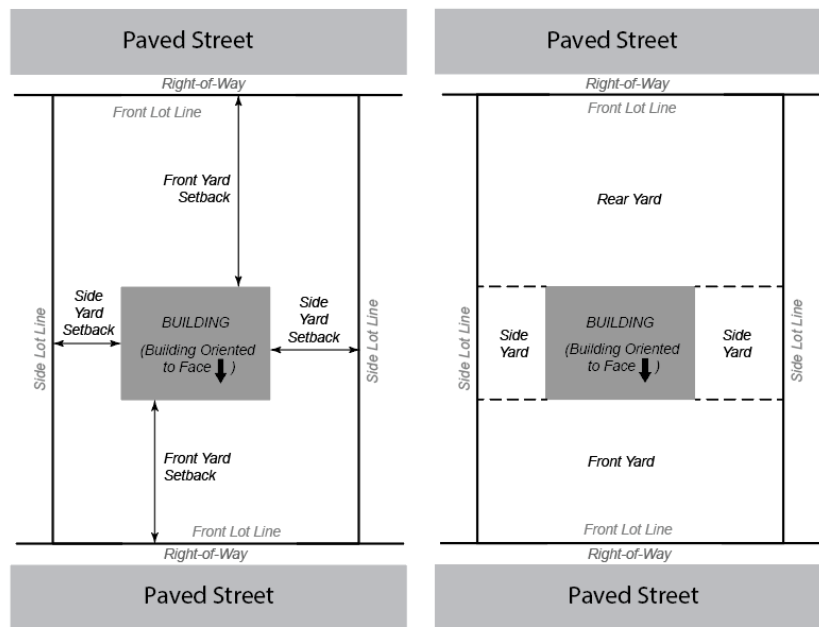 Paved Street
Right-of-Way
Front Lot Line
Front Yard
Setback
Side Lot Line
Side
Yard
Setback
BUILDING
(Building Oriented
to Face )
Side
Yard
Setback
Side Lot Line
Front Yard
Setback
Front Lot Line
Right-of-Way
Paved Street
Paved Street
Right-of-Way
Front Lot Line
Rear Yard
Side Lot Line
Side
Yard
BUILDING
(Building Oriented
to Face )
Side
Yard
Side Lot Line
Front Yard
Front Lot Line
Right-of-Way
Paved Street